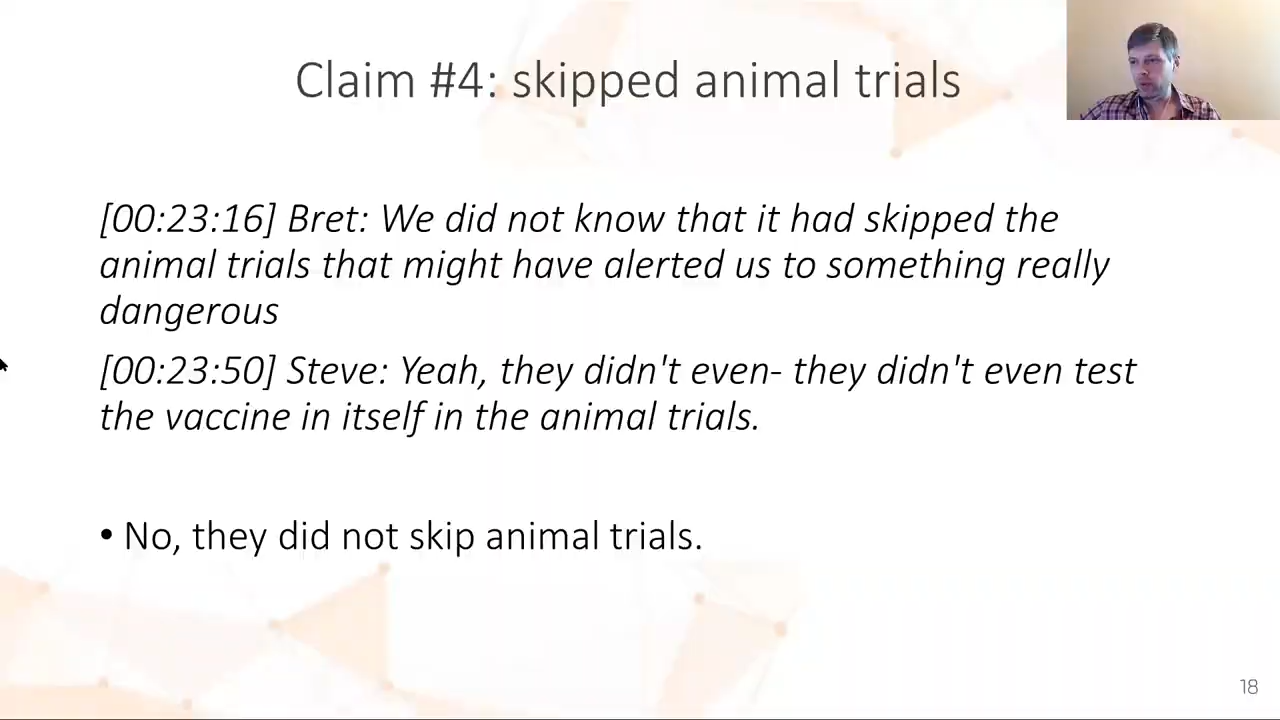 Claim #4: skipped animal trials
[00:23:16] Bret: We did not know that it had skipped the
animal trials that might have alerted us to something really
dangerous
[00:23:50] Steve: Yeah, they didn't even- they didn't even test
the vaccine in itself in the animal trials.
• No, they did not skip animal trials.
18